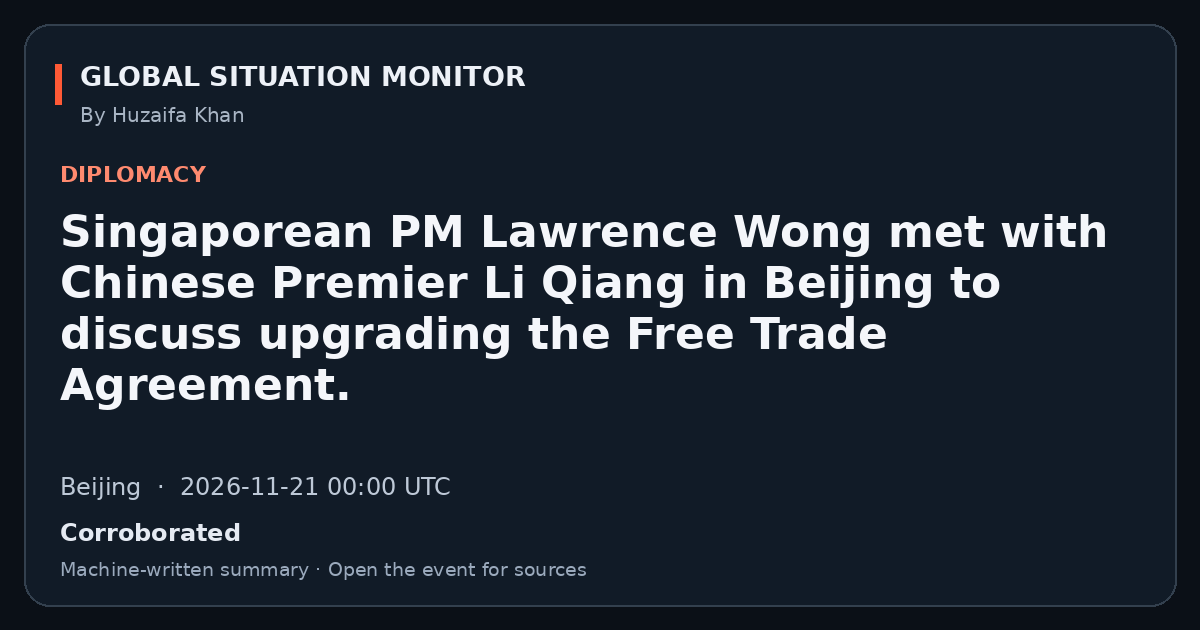 GLOBAL SITUATION MONITOR
By Huzaifa Khan
DIPLOMACY
Singaporean PM Lawrence Wong met with
Chinese Premier Li Qiang in Beijing to
discuss upgrading the Free Trade
Agreement.
Beijing · 2026-11-21 00:00 UTC
Corroborated
Machine-written summary · Open the event for sources